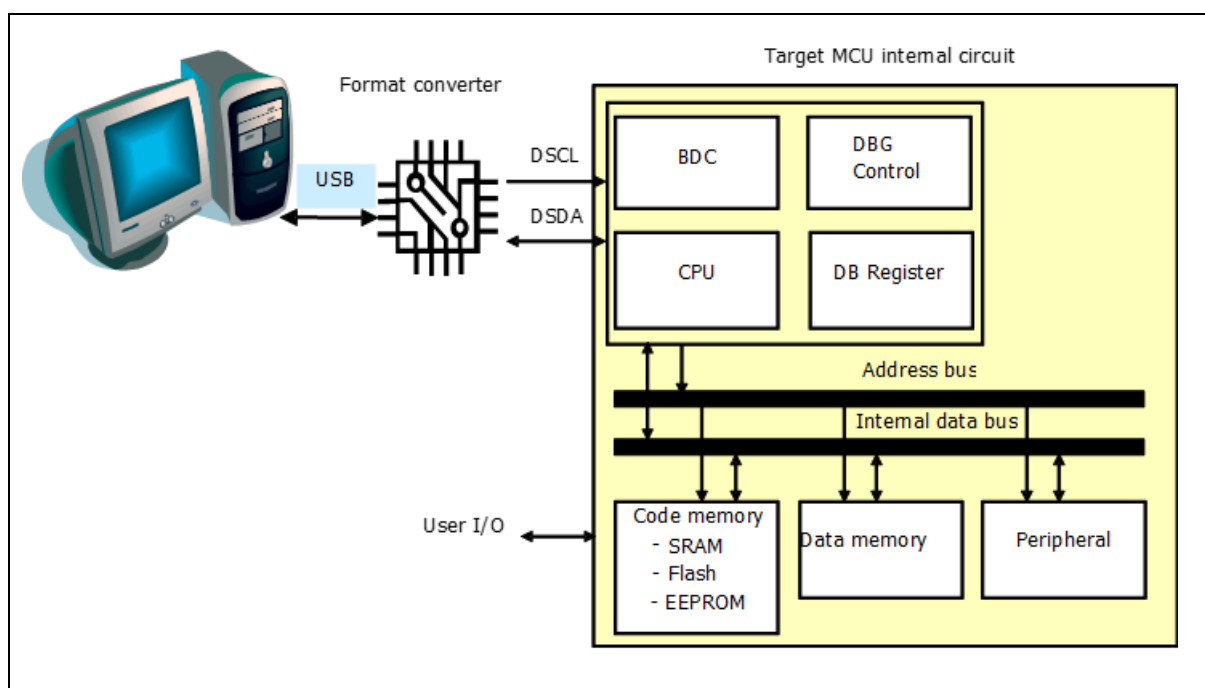 Target MCU internal circuit
Format converter
USB
DSCL
DSDA
BDC
DBG
Control
CPU
DB Register
Address bus
Internal data bus
User I/O
Code memory
- SRAM
- Flash
- EEPROM
Data memory
Peripheral